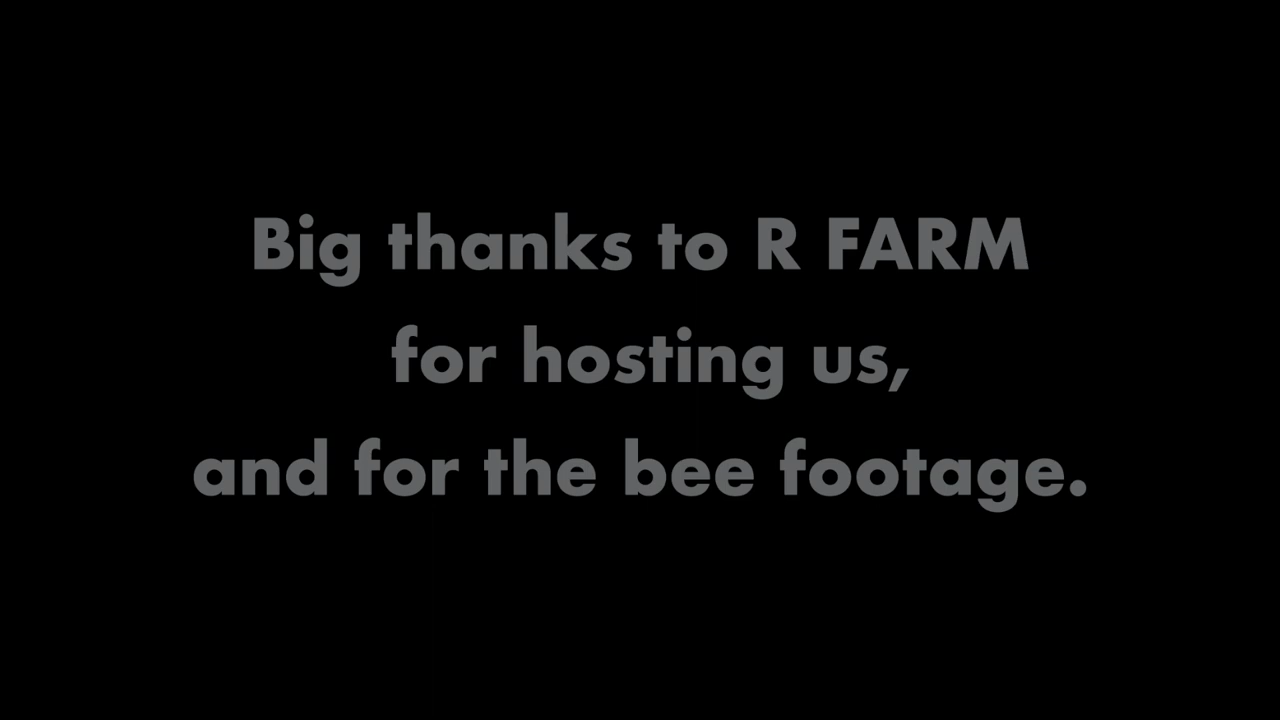 Big thanks to R FARM
for hosting us,
and for the bee footage.